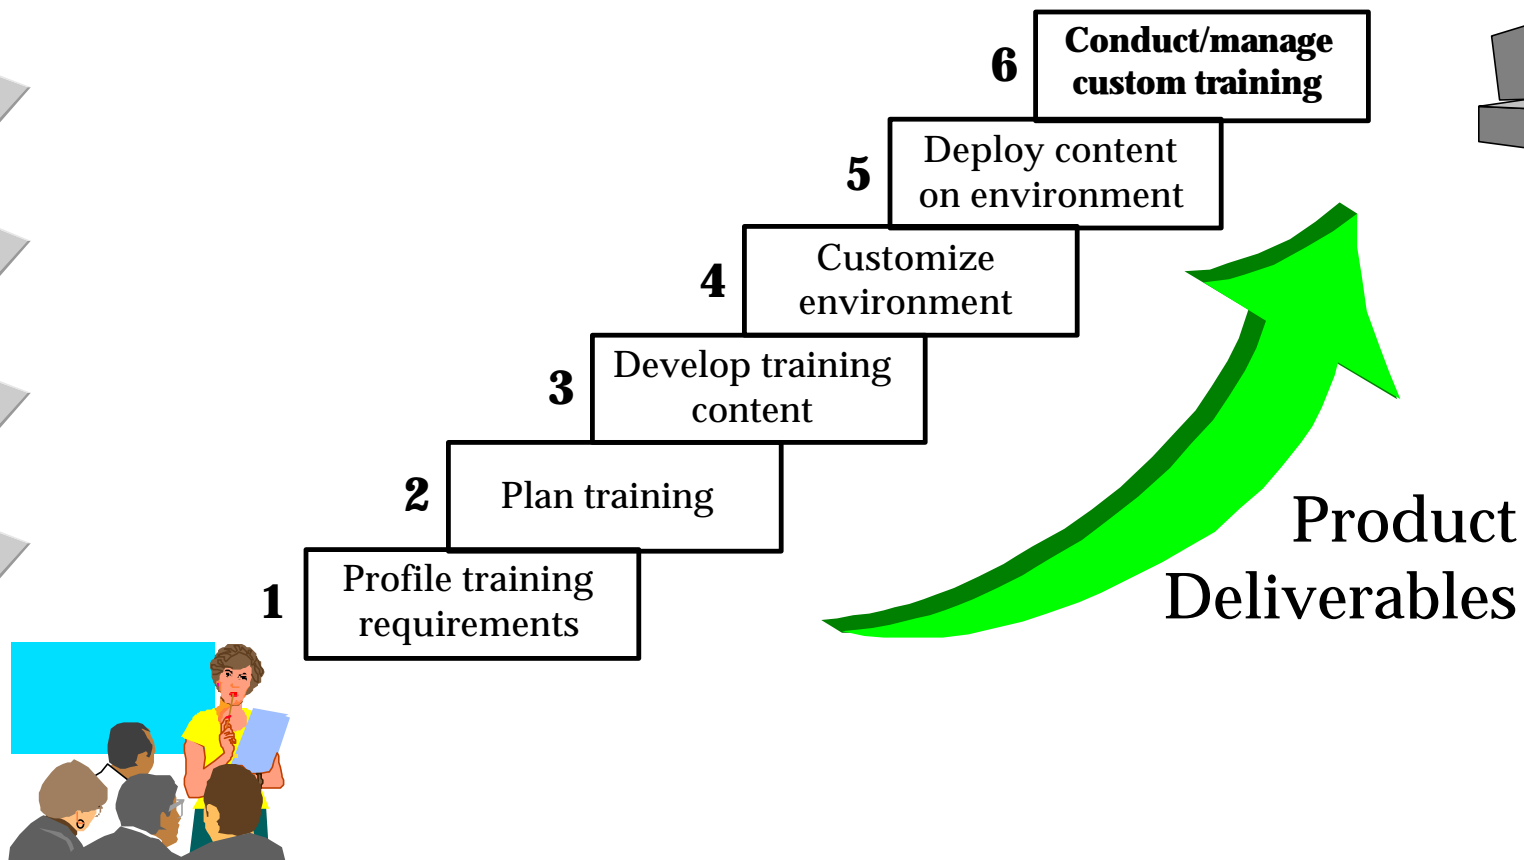 6
Conduct/manage
custom training
5
Deploy content
on environment
4
Customize
environment
3
Develop training
content
2
Plan training
1
Profile training
requirements
Product
Deliverables